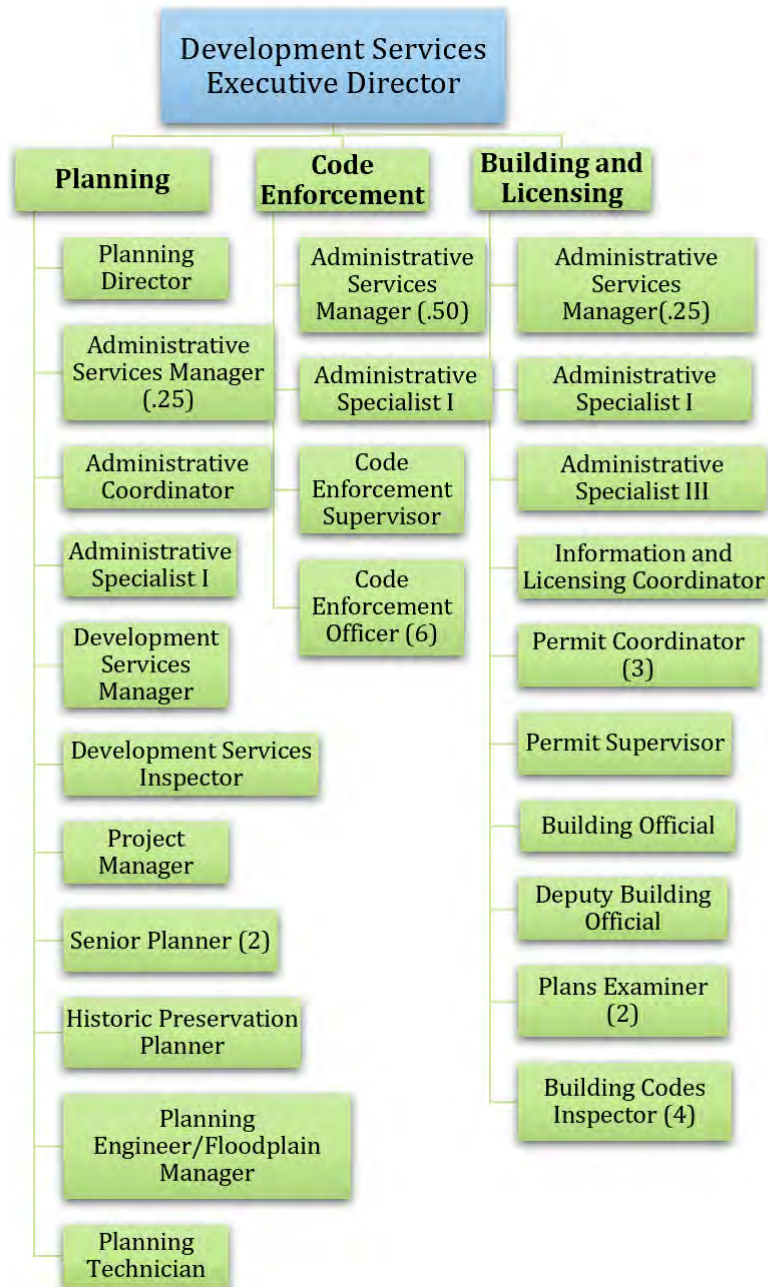 Development Services
Executive Director
Planning
Code
Enforcement
Building and
Licensing
Planning
Director
Administrative
Services Manager
(.25)
Administrative
Coordinator
Administrative
Specialist I
Development
Services
Manager
Development Services
Inspector
Project
Manager
Senior Planner (2)
Historic Preservation
Planner
Planning
Engineer/Floodplain
Manager
Planning
Technician
Administrative
Services
Manager (.50)
Administrative
Specialist I
Code
Enforcement
Supervisor
Code
Enforcement
Officer (6)
Administrative
Services
Manager(.25)
Administrative
Specialist I
Administrative
Specialist III
Information and
Licensing Coordinator
Permit Coordinator
(3)
Permit Supervisor
Building Official
Deputy Building
Official
Plans Examiner
(2)
Building Codes
Inspector (4)